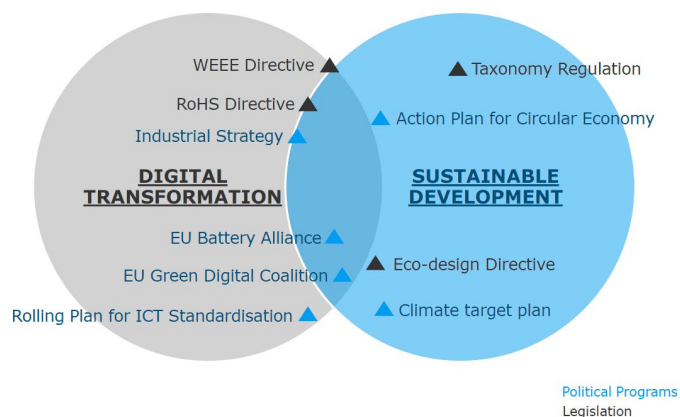 WEEE Directive
Taxonomy Regulation
RoHS Directive
Action Plan for Circular Economy
Industrial Strategy
DIGITAL
TRANSFORMATION
SUSTAINABLE
DEVELOPMENT
EU Battery Alliance
Eco-design Directive
EU Green Digital Coalition
Climate target plan
Rolling Plan for ICT Standardisation
Political Programs
Legislation